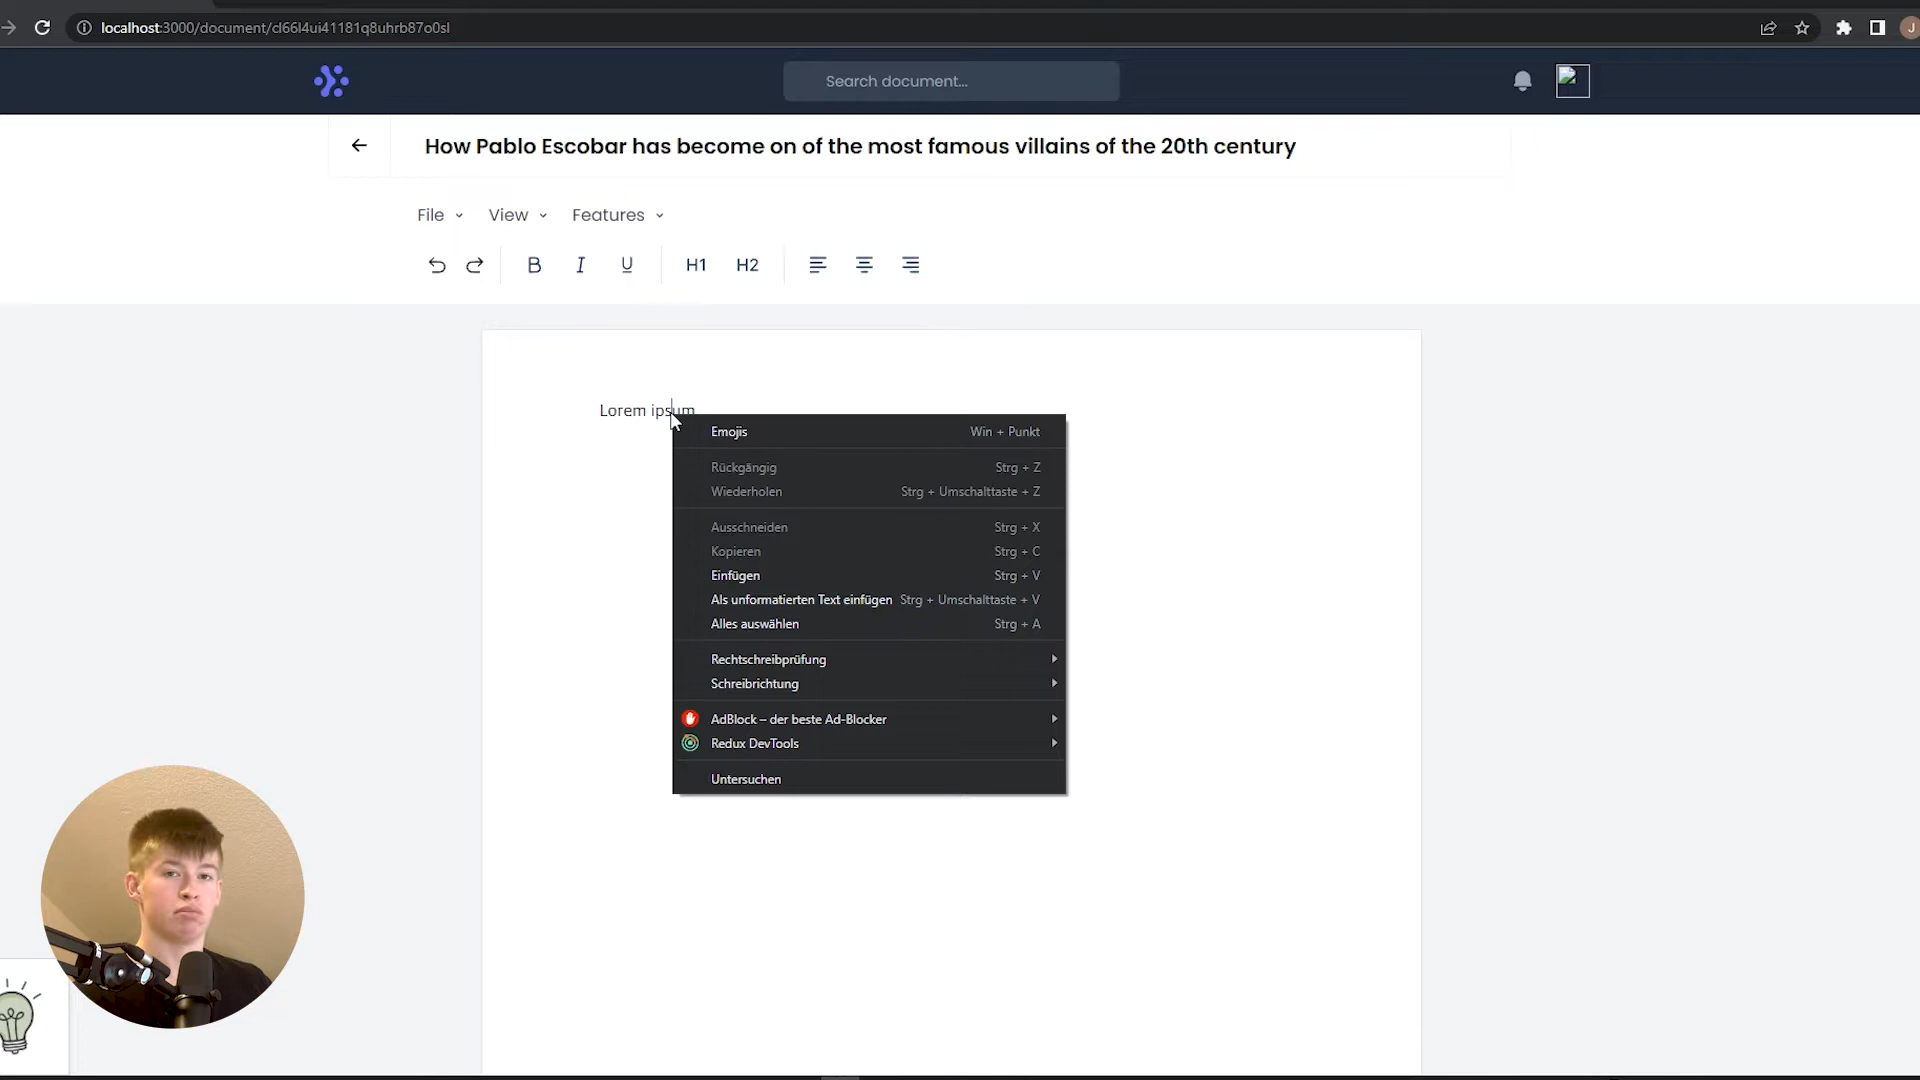 localhost:3000/document/cl66l4ui41181q8uhrb87o0sl
J
Search document...
How Pablo Escobar has become on of the most famous villains of the 20th century
File View Features
B I U H1 H2
Lorem ipsum
Emojis Win + Punkt
Rückgängig Strg + Z
Wiederholen Strg + Umschalttaste + Z
Ausschneiden Strg + X
Kopieren Strg + C
Einfügen Strg + V
Als unformatierten Text einfügen Strg + Umschalttaste + V
Alles auswählen Strg + A
Rechtschreibprüfung
Schreibrichtung
AdBlock – der beste Ad-Blocker
Redux DevTools
Untersuchen